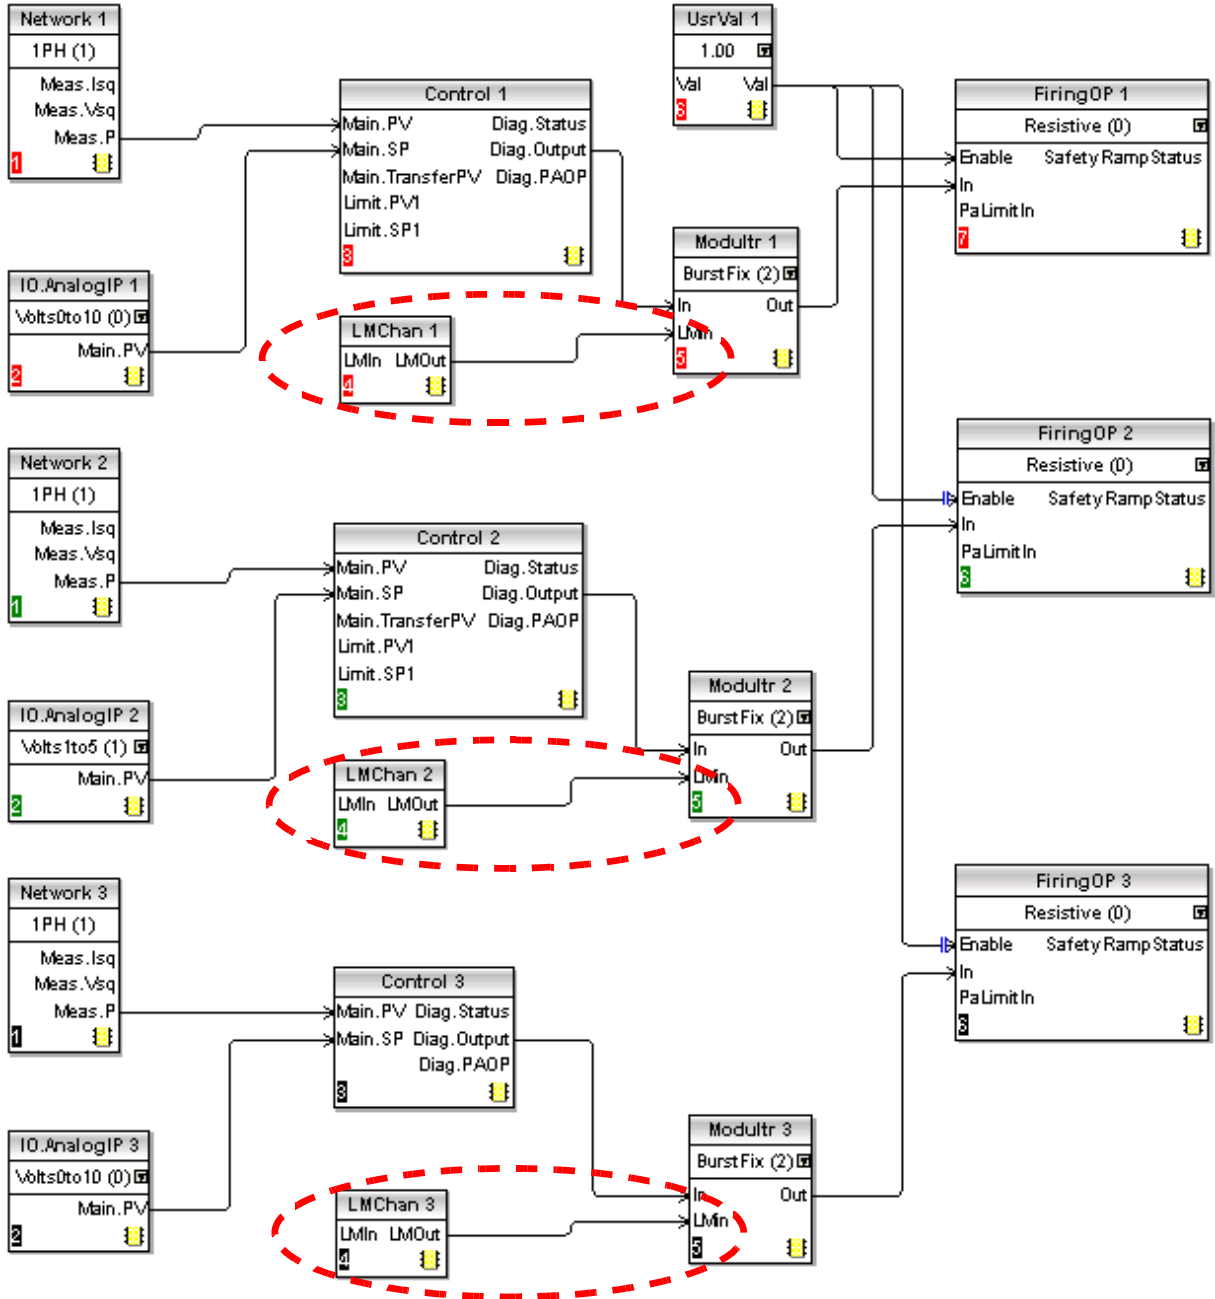 Network 1
1PH (1)
Meas.Isq
Meas.Vsq
Meas.P
1
Control 1
Main.PV Diag.Status
Main.SP Diag.Output
Main.TransferPV Diag.PAOP
Limit.PV1
Limit.SP1
3
UsrVal 1
1.00
Val Val
6
FiringOP 1
Resistive (0)
Enable Safety Ramp Status
In
PaLimitIn
7
IO.AnalogIP 1
Volts0to10 (0)
Main.PV
2
LMChan 1
LMIn LMOut
4
Modultr 1
BurstFix (2)
In Out
LMin
5
Network 2
1PH (1)
Meas.Isq
Meas.Vsq
Meas.P
1
Control 2
Main.PV Diag.Status
Main.SP Diag.Output
Main.TransferPV Diag.PAOP
Limit.PV1
Limit.SP1
3
FiringOP 2
Resistive (0)
Enable Safety Ramp Status
In
PaLimitIn
6
IO.AnalogIP 2
Volts1to5 (1)
Main.PV
2
LMChan 2
LMIn LMOut
4
Modultr 2
BurstFix (2)
In Out
LMin
5
Network 3
1PH (1)
Meas.Isq
Meas.Vsq
Meas.P
1
Control 3
Main.PV Diag.Status
Main.SP Diag.Output
Diag.PAOP
3
FiringOP 3
Resistive (0)
Enable Safety Ramp Status
In
PaLimitIn
IO.AnalogIP 3
Volts0to10 (0)
Main.PV
2
LMChan 3
LMIn LMOut
4
Modultr 3
BurstFix (2)
In Out
LMin
5